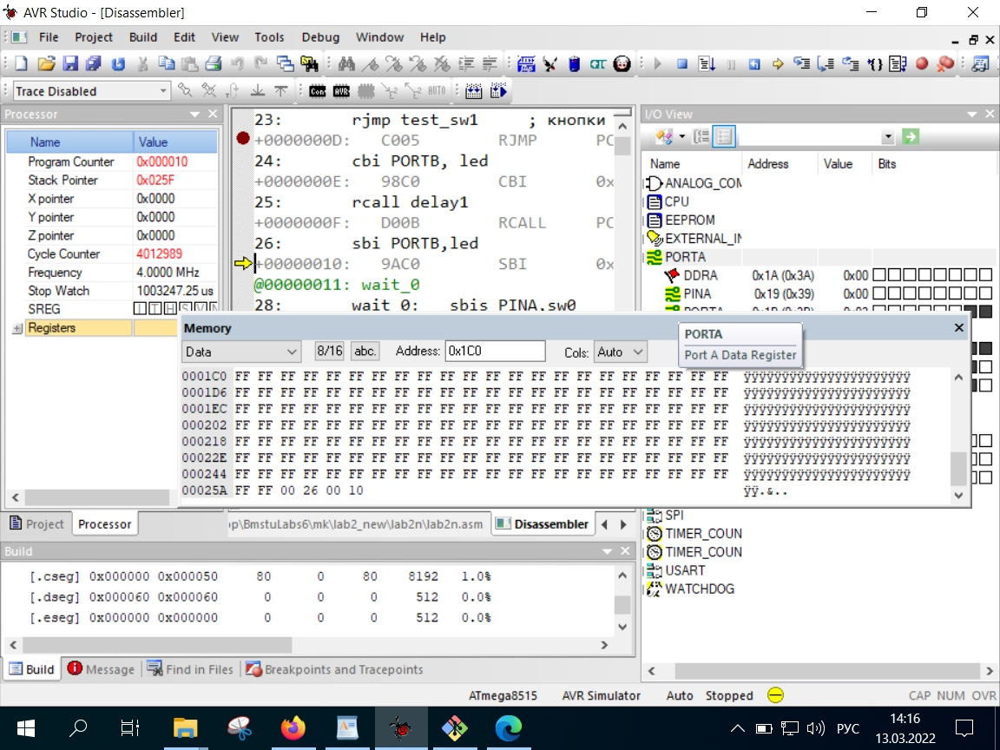 AVR Studio - [Disassembler]
File Project Build Edit View Tools Debug Window Help
Trace Disabled
Con AVR AUTO
Processor
Name Value
Program Counter 0x000010
Stack Pointer 0x025F
X pointer 0x0000
Y pointer 0x0000
Z pointer 0x0000
Cycle Counter 4012989
Frequency 4.0000 MHz
Stop Watch 1003247.25 us
SREG I T H S V N
Registers
23: rjmp test_sw1 ; кнопки
+0000000D: C005 RJMP PC
24: cbi PORTB, led
+0000000E: 98C0 CBI 0x
25: rcall delay1
+0000000F: D00B RCALL PC
26: sbi PORTB,led
+00000010: 9AC0 SBI 0x
@00000011: wait_0
28: wait_0: sbis PINA,sw0
I/O View
Name Address Value Bits
ANALOG_COM
CPU
EEPROM
EXTERNAL_IN
PORTA
DDRA 0x1A (0x3A) 0x00
PINA 0x19 (0x39) 0x00
PORTA 0x1B (0x3B) 0x03
PORTA
Port A Data Register
Memory
Data 8/16 abc. Address: 0x1C0 Cols: Auto
0001C0 FF FF FF FF FF FF FF FF FF FF FF FF FF FF FF FF FF FF FF FF FF FF ÿÿÿÿÿÿÿÿÿÿÿÿÿÿÿÿÿÿÿÿÿÿ
0001D6 FF FF FF FF FF FF FF FF FF FF FF FF FF FF FF FF FF FF FF FF FF FF ÿÿÿÿÿÿÿÿÿÿÿÿÿÿÿÿÿÿÿÿÿÿ
0001EC FF FF FF FF FF FF FF FF FF FF FF FF FF FF FF FF FF FF FF FF FF FF ÿÿÿÿÿÿÿÿÿÿÿÿÿÿÿÿÿÿÿÿÿÿ
000202 FF FF FF FF FF FF FF FF FF FF FF FF FF FF FF FF FF FF FF FF FF FF ÿÿÿÿÿÿÿÿÿÿÿÿÿÿÿÿÿÿÿÿÿÿ
000218 FF FF FF FF FF FF FF FF FF FF FF FF FF FF FF FF FF FF FF FF FF FF ÿÿÿÿÿÿÿÿÿÿÿÿÿÿÿÿÿÿÿÿÿÿ
00022E FF FF FF FF FF FF FF FF FF FF FF FF FF FF FF FF FF FF FF FF FF FF ÿÿÿÿÿÿÿÿÿÿÿÿÿÿÿÿÿÿÿÿÿÿ
000244 FF FF FF FF FF FF FF FF FF FF FF FF FF FF FF FF FF FF FF FF FF FF ÿÿÿÿÿÿÿÿÿÿÿÿÿÿÿÿÿÿÿÿÿÿ
00025A FF FF 00 26 00 10 ÿÿ.&..
SPI
TIMER_COUN
TIMER_COUN
USART
WATCHDOG
Project Processor
op\BmstuLabs6\mk\lab2_new\lab2n\lab2n.asm Disassembler
Build
[.cseg] 0x000000 0x000050 80 0 80 8192 1.0%
[.dseg] 0x000060 0x000060 0 0 0 512 0.0%
[.eseg] 0x000000 0x000000 0 0 0 512 0.0%
Build Message Find in Files Breakpoints and Tracepoints
ATmega8515 AVR Simulator Auto Stopped CAP NUM OVR
РУС
14:16
13.03.2022